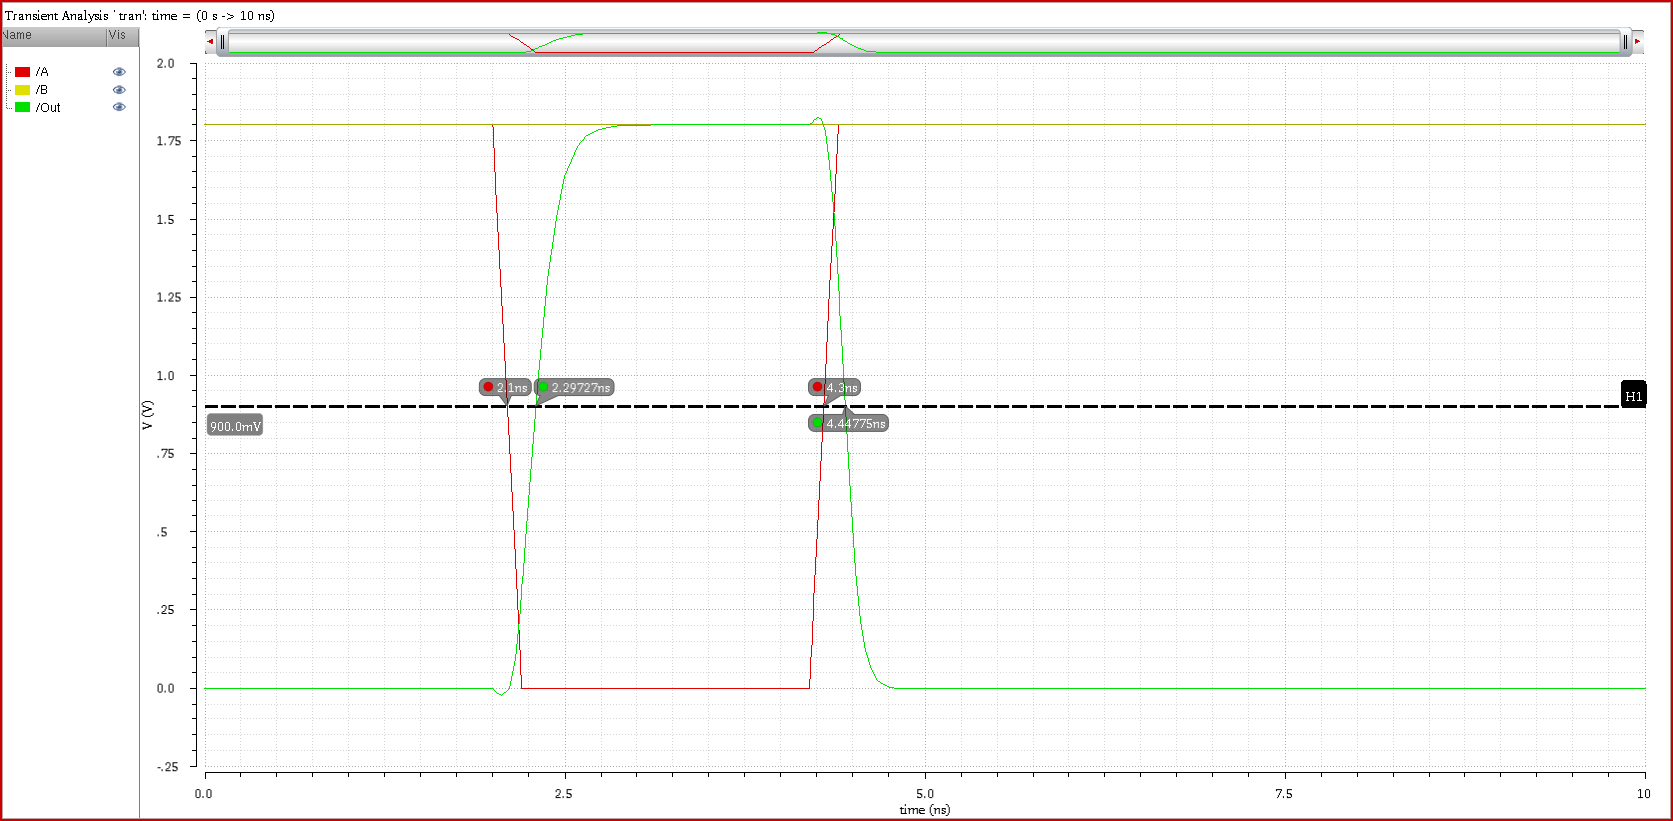 Transient Analysis `tran': time = (0 s -> 10 ns)
Name Vis
/A
/B
/Out
2.0
1.75
1.5
1.25
1.0
.75
.5
.25
0.0
-.25
V (V)
2.1ns
2.29727ns
4.3ns
4.44775ns
900.0mV
H1
0.0
2.5
5.0
7.5
10
time (ns)